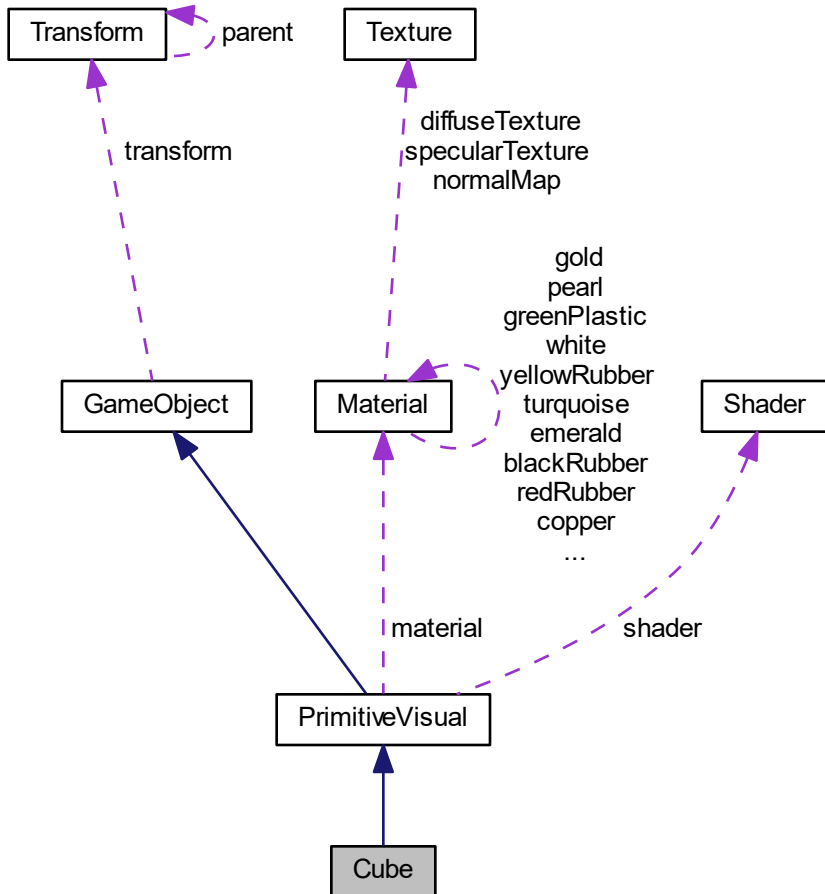 Transform
parent
Texture
transform
diffuseTexture
specularTexture
normalMap
gold
pearl
greenPlastic
white
yellowRubber
turquoise
emerald
blackRubber
redRubber
copper
...
GameObject
Material
Shader
material
shader
PrimitiveVisual
Cube